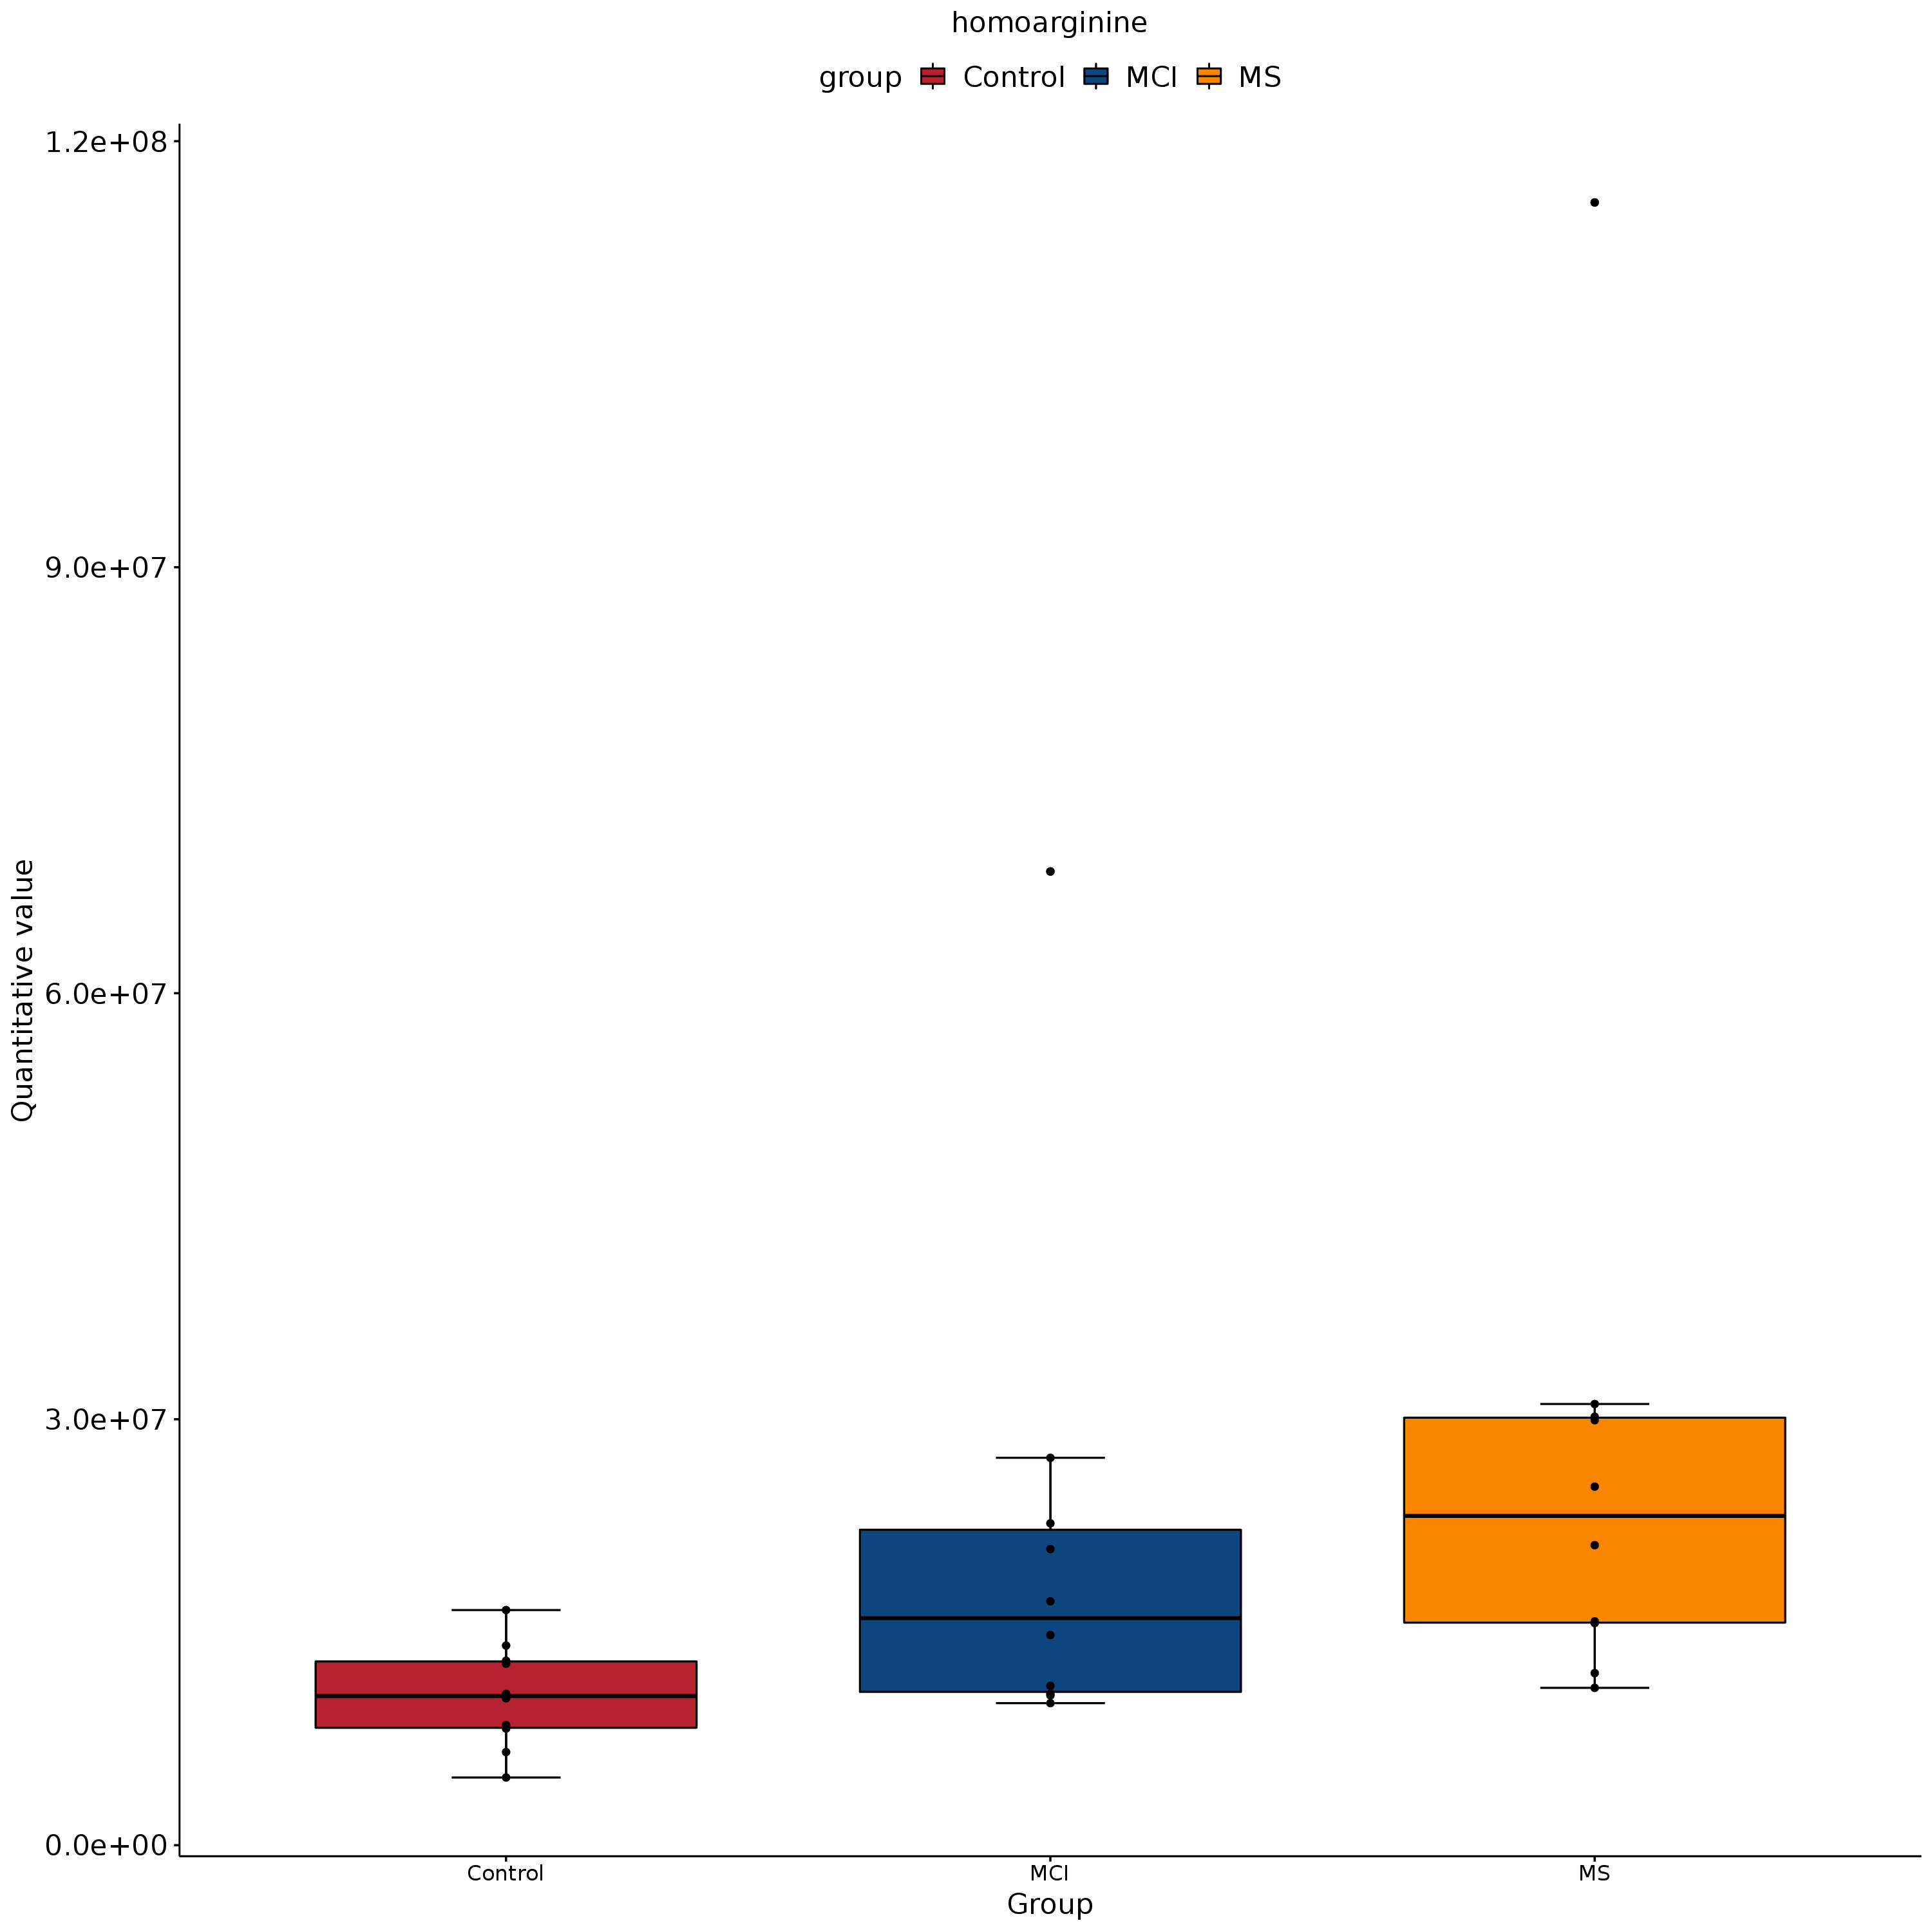 homoarginine
group Control MCI MS
1.2e+08
9.0e+07
6.0e+07
3.0e+07
0.0e+00
Quantitative value
Control MCI MS
Group